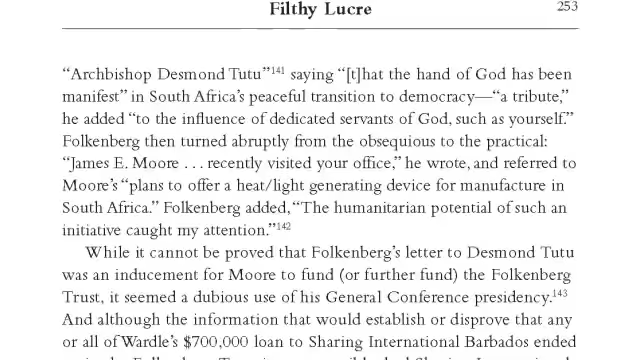 Filthy Lucre
253
“Archbishop Desmond Tutu”141 saying “[t]hat the hand of God has been
manifest” in South Africa’s peaceful transition to democracy—“a tribute,”
he added “to the influence of dedicated servants of God, such as yourself.”
Folkenberg then turned abruptly from the obsequious to the practical:
“James E. Moore . . . recently visited your office,” he wrote, and referred to
Moore’s “plans to offer a heat/light generating device for manufacture in
South Africa.” Folkenberg added, “The humanitarian potential of such an
initiative caught my attention.”142
While it cannot be proved that Folkenberg’s letter to Desmond Tutu
was an inducement for Moore to fund (or further fund) the Folkenberg
Trust, it seemed a dubious use of his General Conference presidency.143
And although the information that would establish or disprove that any
or all of Wardle’s $700,000 loan to Sharing International Barbados ended